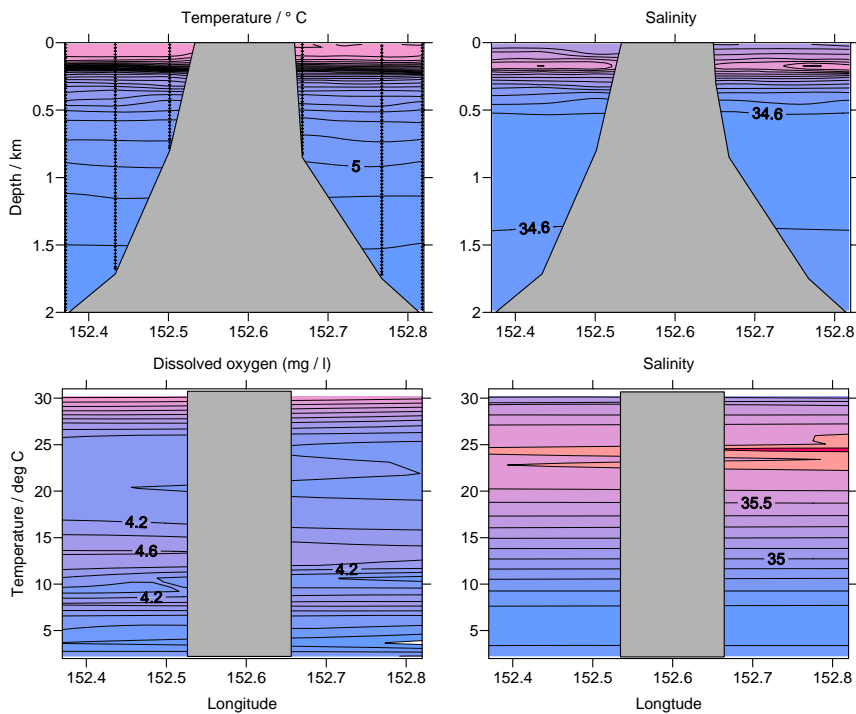 Temperature / ° C
Salinity
0
0.5
1
1.5
2
Depth / km
5
152.4 152.5 152.6 152.7 152.8
0
0.5
1
1.5
2
34.6
34.6
152.4 152.5 152.6 152.7 152.8
Dissolved oxygen (mg / l)
Salinity
30
25
20
15
10
5
Temperature / deg C
4.2
4.6
4.2
4.2
152.4 152.5 152.6 152.7 152.8
Longitude
30
25
20
15
10
5
35.5
35
152.4 152.5 152.6 152.7 152.8
Longtude